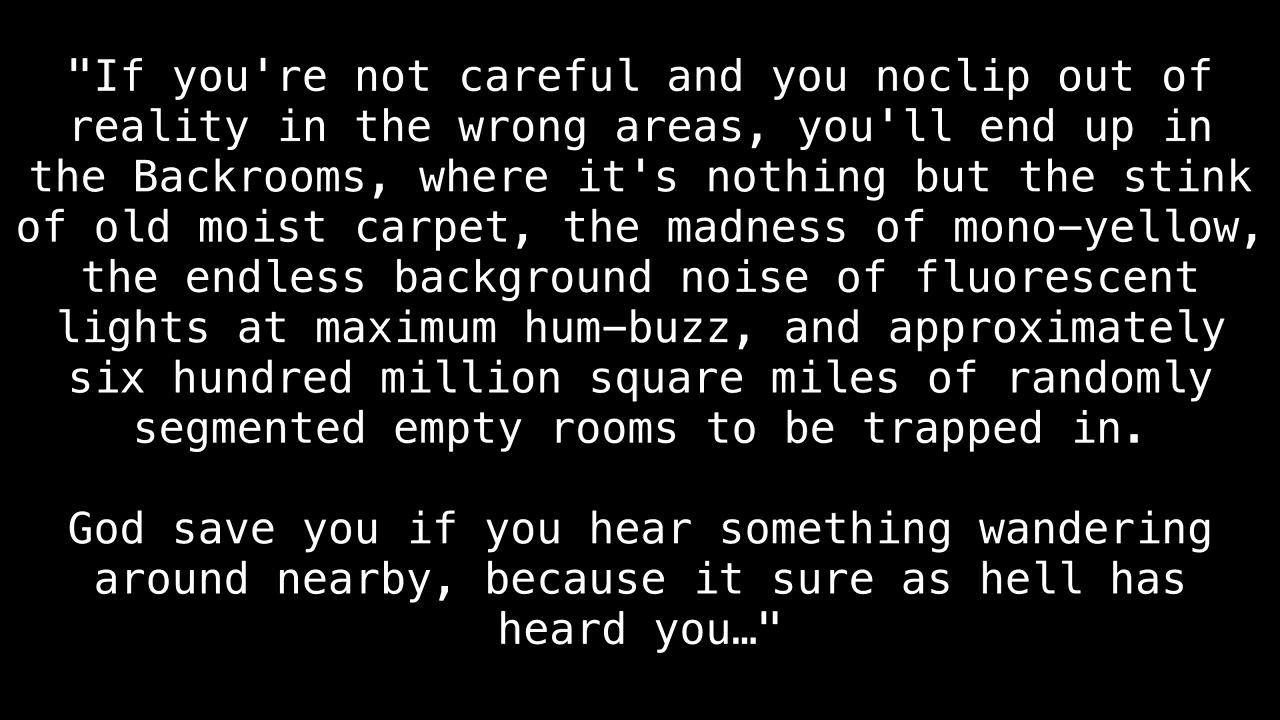 "If you're not careful and you noclip out of
reality in the wrong areas, you'll end up in
the Backrooms, where it's nothing but the stink
of old moist carpet, the madness of mono-yellow,
the endless background noise of fluorescent
lights at maximum hum-buzz, and approximately
six hundred million square miles of randomly
segmented empty rooms to be trapped in.
God save you if you hear something wandering
around nearby, because it sure as hell has
heard you…"